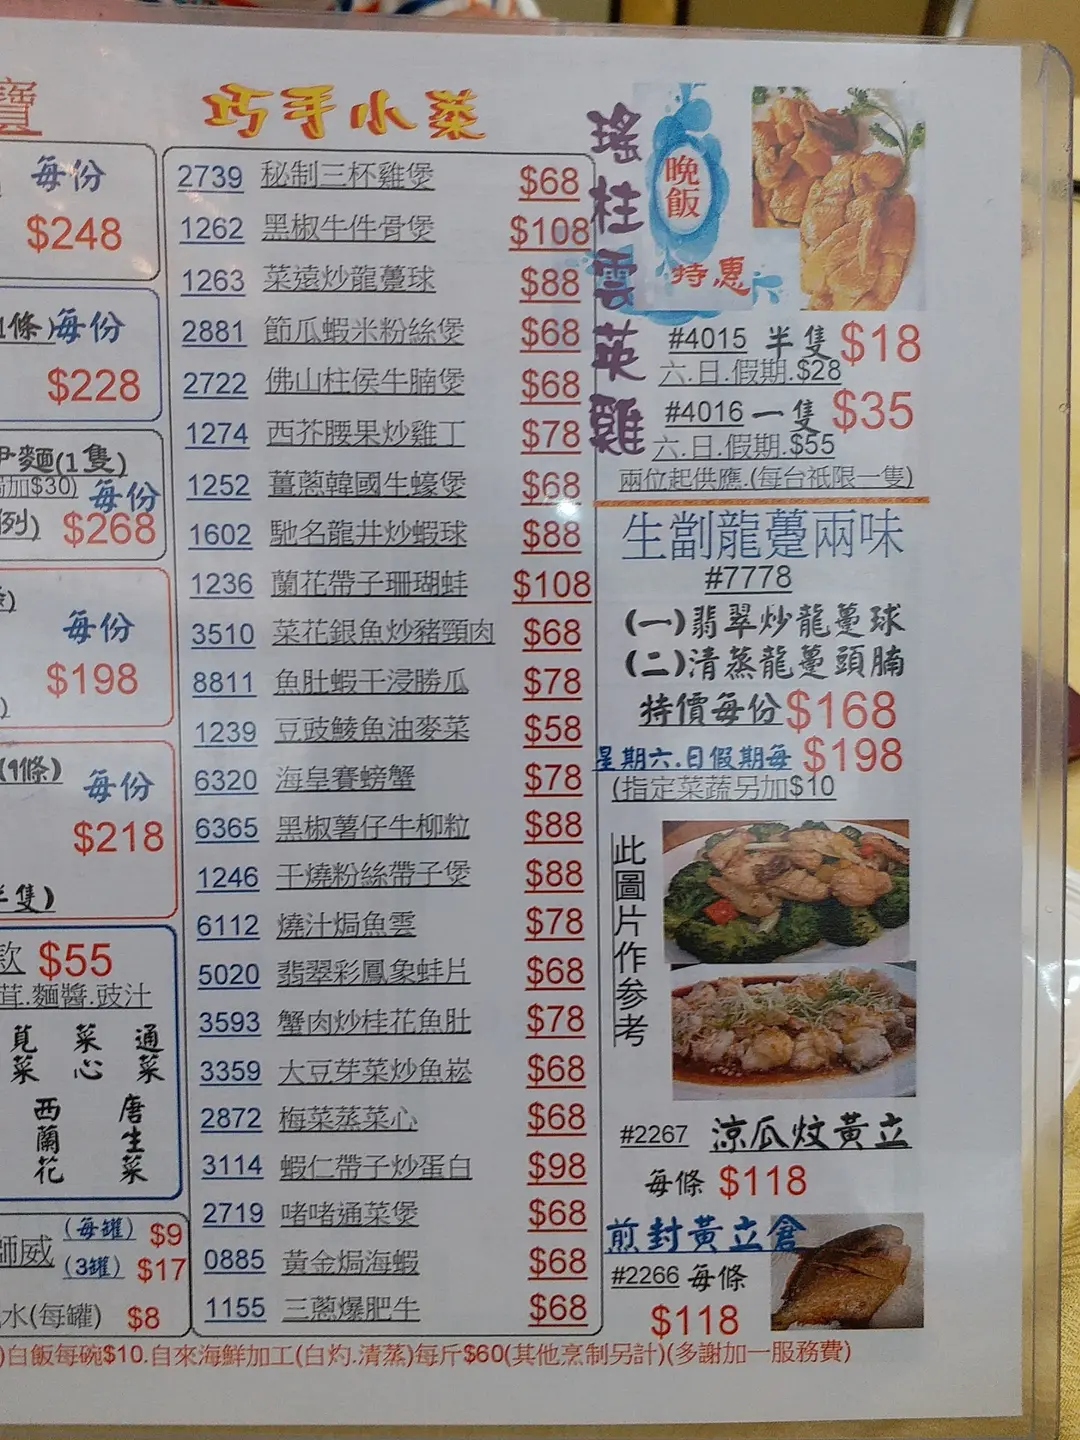 寶
每份
$248
1條)每份
$228
伊麵(1隻)
加$30) 每份
例) $268
每份
$198
(1條)
每份
$218
半隻)
款 $55
茸.麵醬.豉汁
莧菜
菜心
通菜
西蘭花
唐生菜
師威
(每罐) $9
(3罐) $17
水(每罐) $8
巧手小菜
2739 秘制三杯雞煲 $68
1262 黑椒牛件骨煲 $108
1263 菜遠炒龍躉球 $88
2881 節瓜蝦米粉絲煲 $68
2722 佛山柱侯牛腩煲 $68
1274 西芥腰果炒雞丁 $78
1252 薑蔥韓國生蠔煲 $68
1602 馳名龍井炒蝦球 $88
1236 蘭花帶子珊瑚蚌 $108
3510 菜花銀魚炒豬頸肉 $68
8811 魚肚蝦干浸勝瓜 $78
1239 豆豉鯪魚油麥菜 $58
6320 海皇賽螃蟹 $78
6365 黑椒薯仔牛柳粒 $88
1246 干燒粉絲帶子煲 $88
6112 燒汁焗魚雲 $78
5020 翡翠彩鳳象蚌片 $68
3593 蟹肉炒桂花魚肚 $78
3359 大豆芽菜炒魚崧 $68
2872 梅菜蒸菜心 $68
3114 蝦仁帶子炒蛋白 $98
2719 啫啫通菜煲 $68
0885 黃金焗海蝦 $68
1155 三蔥爆肥牛 $68
瑤柱雲英雞
晚飯
特惠
#4015 半隻 $18
六.日.假期.$28
#4016 一隻 $35
六.日.假期.$55
兩位起供應.(每台祇限一隻)
生劏龍躉兩味
#7778
(一)翡翠炒龍躉球
(二)清蒸龍躉頭腩
特價每份$168
星期六.日假期每 $198
(指定菜蔬另加$10
此圖片作參考
#2267 涼瓜炆黃立
每條 $118
煎封黃立倉
#2266 每條
$118
)白飯每碗$10.自來海鮮加工(白灼.清蒸)每斤$60(其他烹制另計)(多謝加一服務費)